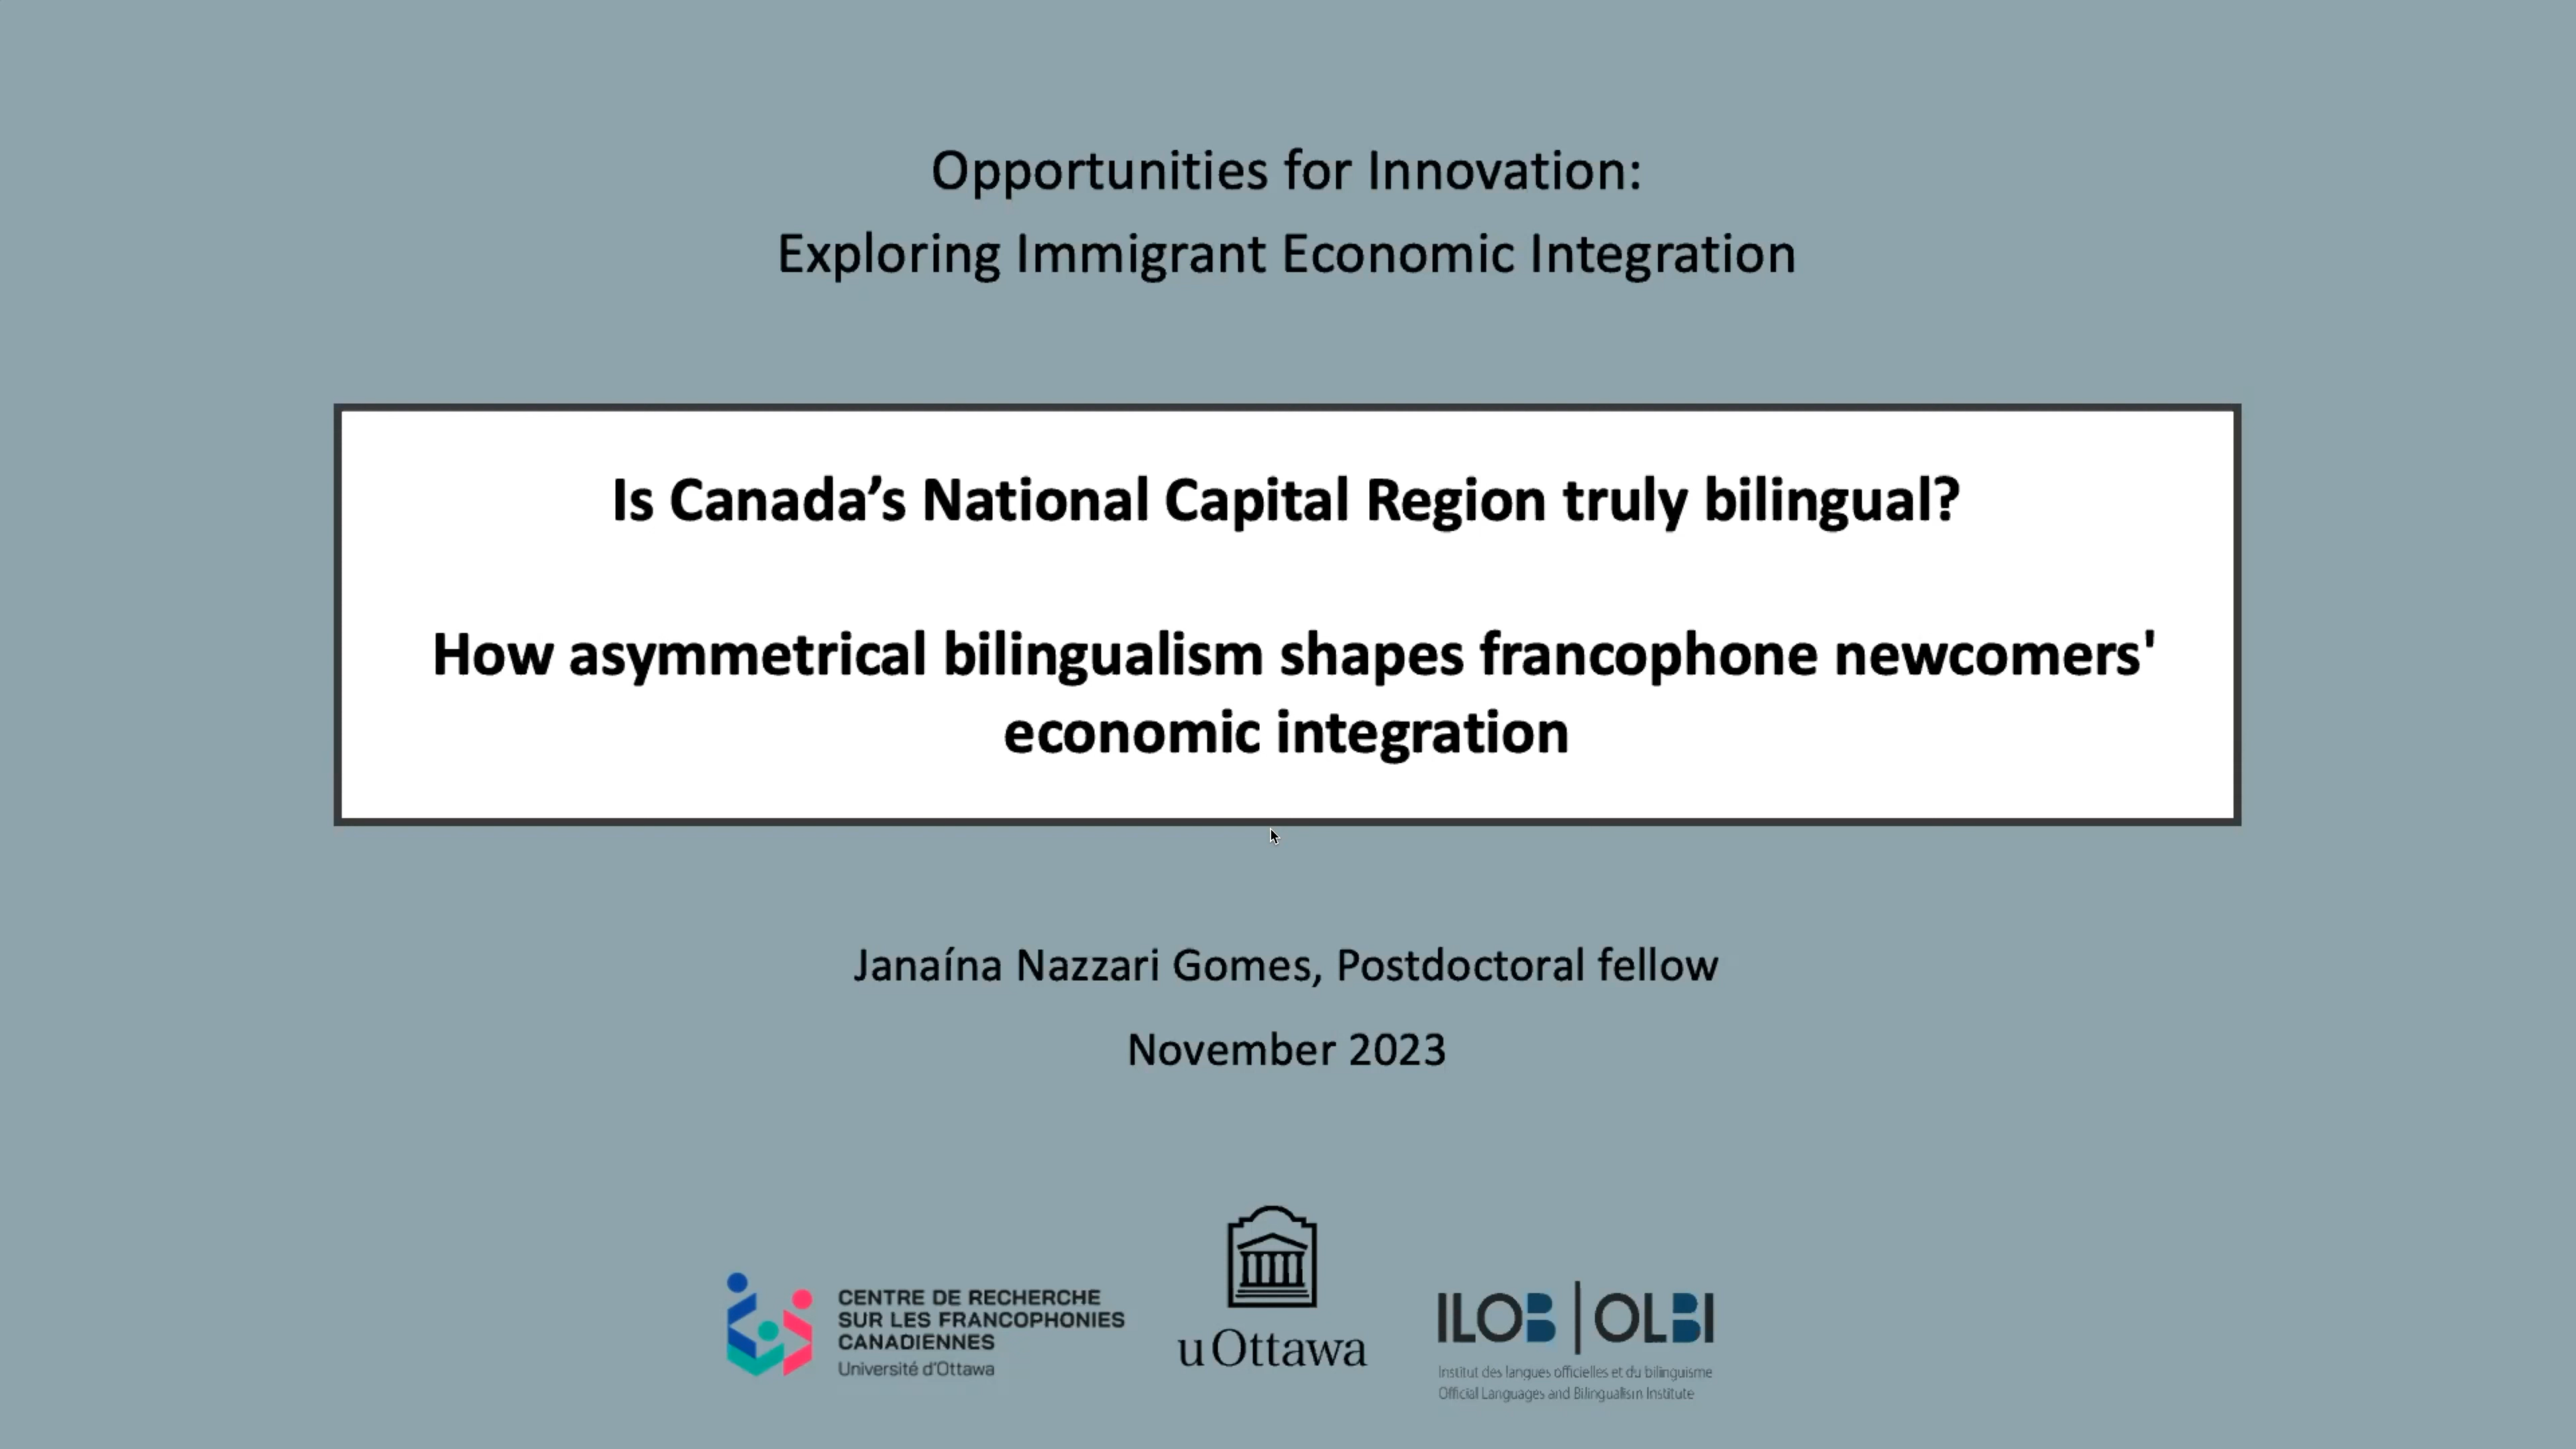 Opportunities for Innovation:
Exploring Immigrant Economic Integration
Is Canada’s National Capital Region truly bilingual?
How asymmetrical bilingualism shapes francophone newcomers'
economic integration
Janaína Nazzari Gomes, Postdoctoral fellow
November 2023
CENTRE DE RECHERCHE
SUR LES FRANCOPHONIES
CANADIENNES
Université d'Ottawa
uOttawa
ILOB | OLBI
Institut des langues officielles et du bilinguisme
Official Languages and Bilingualism Institute